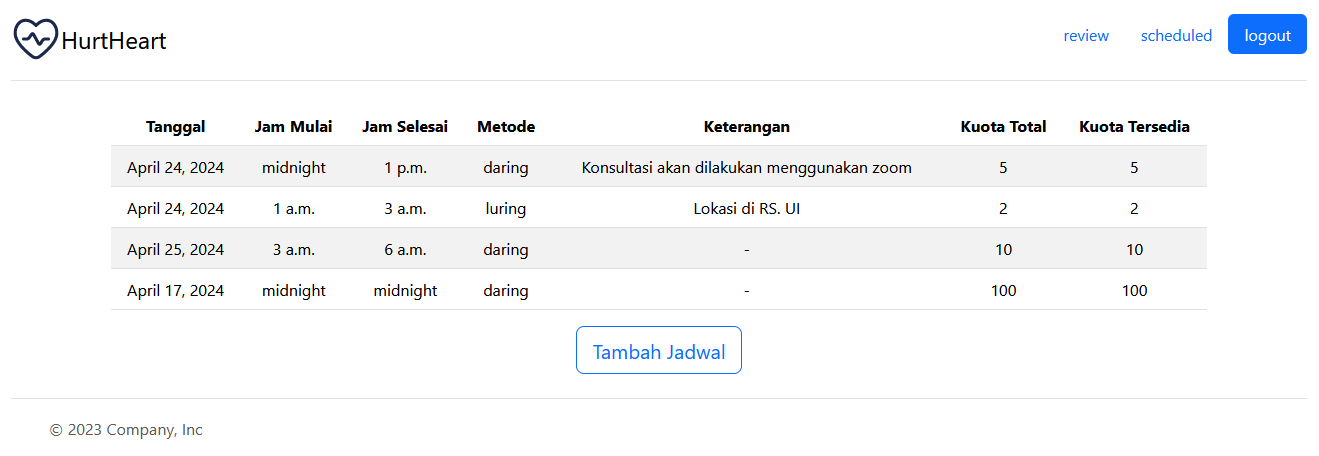 HurtHeart review scheduled logout
Tanggal Jam Mulai Jam Selesai Metode Keterangan Kuota Total Kuota Tersedia
April 24, 2024 midnight 1 p.m. daring Konsultasi akan dilakukan menggunakan zoom 5 5
April 24, 2024 1 a.m. 3 a.m. luring Lokasi di RS. UI 2 2
April 25, 2024 3 a.m. 6 a.m. daring - 10 10
April 17, 2024 midnight midnight daring - 100 100
Tambah Jadwal
© 2023 Company, Inc